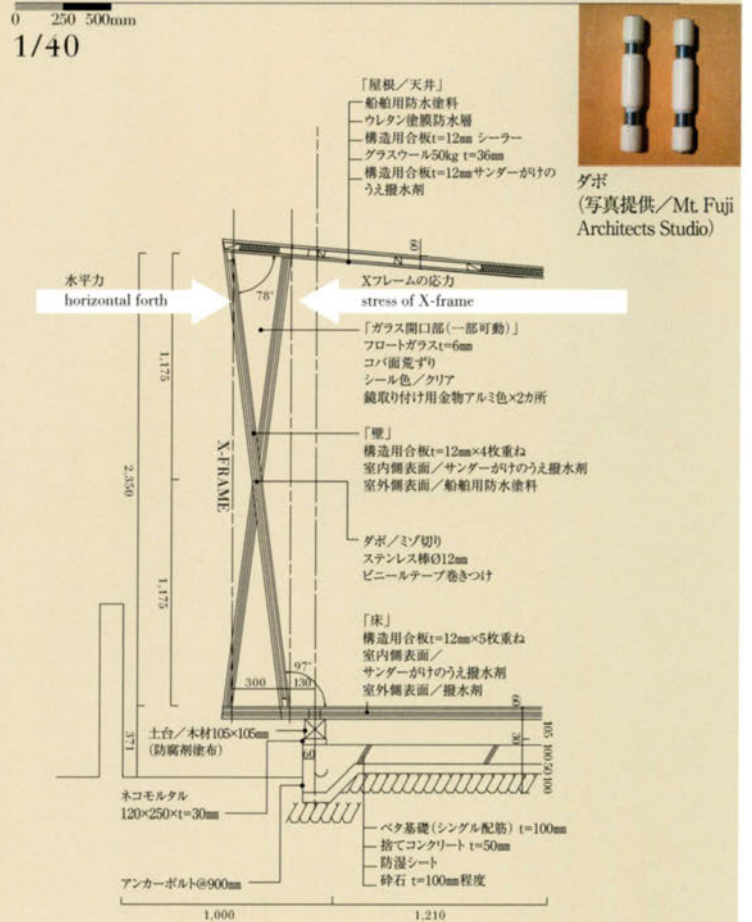 0 250 500mm
1/40
ダボ
(写真提供／Mt. Fuji
Architects Studio)
「屋根／天井」
船舶用防水塗料
ウレタン塗膜防水層
構造用合板t=12mm シーラー
グラスウール50kg t=36mm
構造用合板t=12mmサンダーがけの
うえ撥水剤
60
水平力
horizontal forth
78°
Xフレームの応力
stress of X-frame
「ガラス開口部(一部可動)」
フロートガラスt=6mm
コバ面荒ずり
シール色／クリア
鏡取り付け用金物アルミ色×2カ所
1,175
2,350
X-FRAME
「壁」
構造用合板t=12mm×4枚重ね
室内側表面／サンダーがけのうえ撥水剤
室外側表面／船舶用防水塗料
ダボ／ミゾ切り
ステンレス棒Ø12mm
ビニールテープ巻きつけ
1,175
「床」
構造用合板t=12mm×5枚重ね
室内側表面／
サンダーがけのうえ撥水剤
室外側表面／撥水剤
97°
300 130
60
371
土台／木材105×105mm
(防腐剤塗布)
60
105
30
100
50
100
ネコモルタル
120×250×t=30mm
ベタ基礎(シングル配筋) t=100mm
捨てコンクリート t=50mm
防湿シート
砕石 t=100mm程度
アンカーボルト@900mm
1,000 1,210